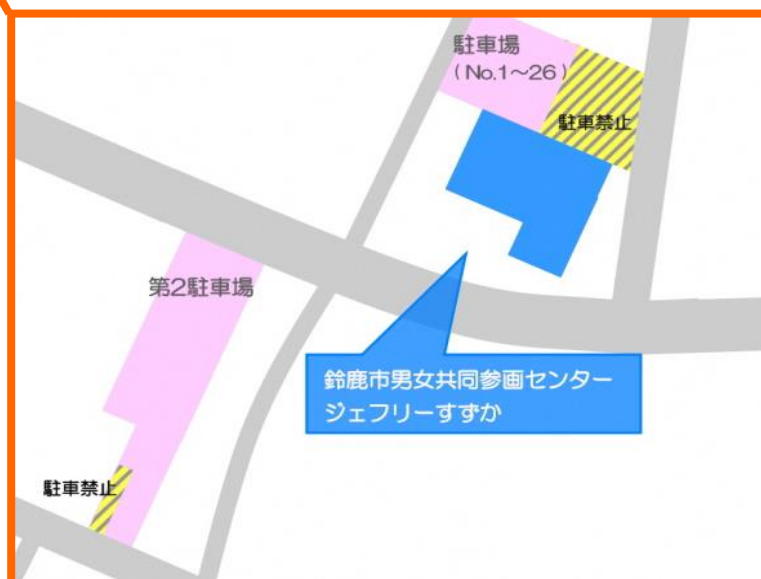 駐車場
（No.1～26）
駐車禁止
第2駐車場
鈴鹿市男女共同参画センター
ジェフリーすずか
駐車禁止